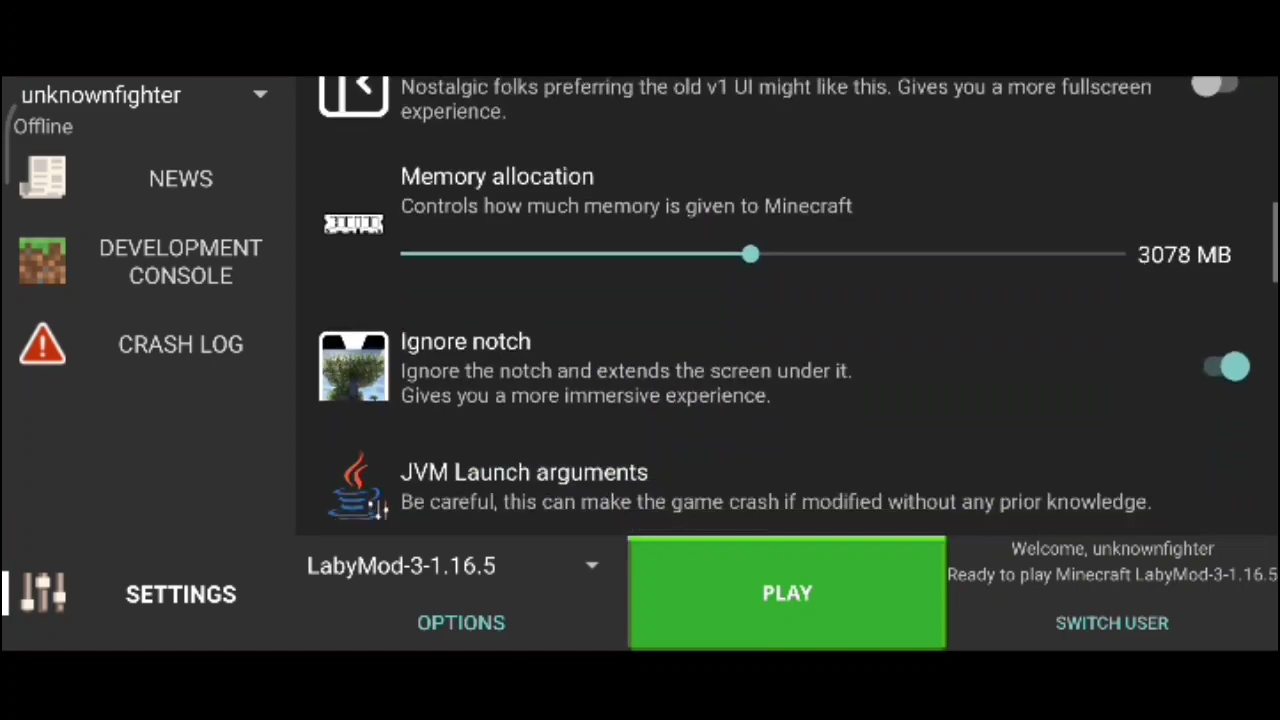 unknownfighter
Offline
NEWS
DEVELOPMENT
CONSOLE
CRASH LOG
SETTINGS
Nostalgic folks preferring the old v1 UI might like this. Gives you a more fullscreen
experience.
Memory allocation
Controls how much memory is given to Minecraft
3078 MB
Ignore notch
Ignore the notch and extends the screen under it.
Gives you a more immersive experience.
JVM Launch arguments
Be careful, this can make the game crash if modified without any prior knowledge.
LabyMod-3-1.16.5
OPTIONS
PLAY
Welcome, unknownfighter
Ready to play Minecraft LabyMod-3-1.16.5
SWITCH USER